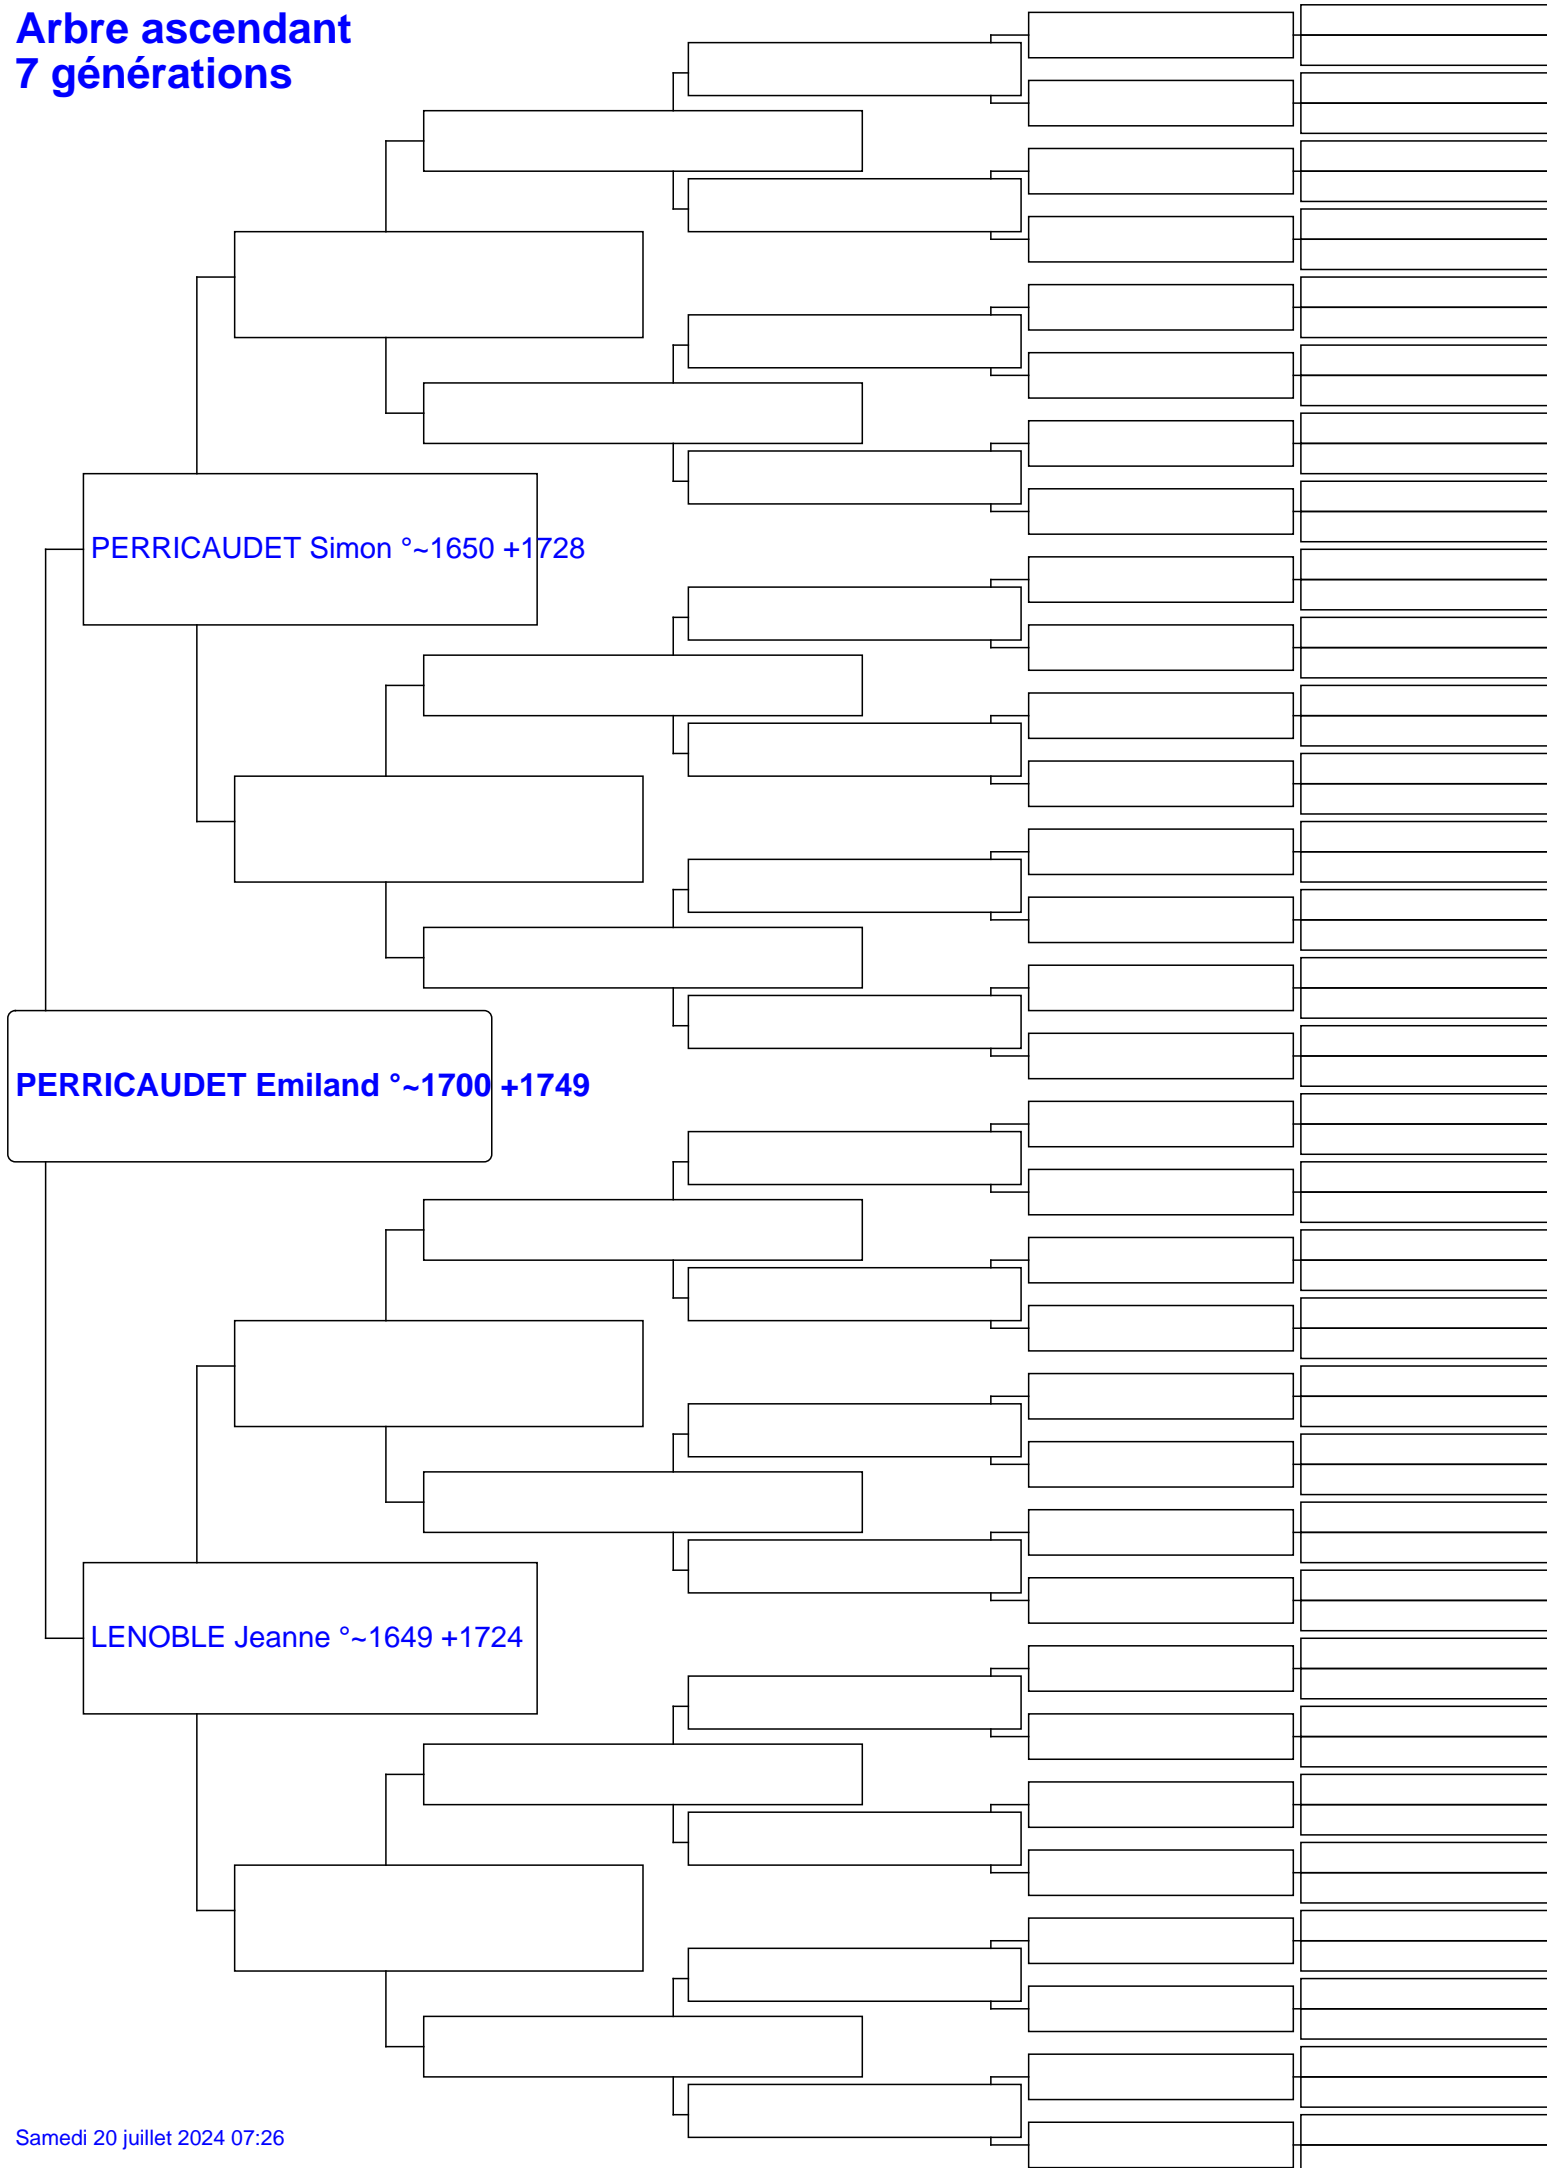 Arbre ascendant
7 générations
PERRICAUDET Simon °~1650 +1728
PERRICAUDET Emiland °~1700 +1749
LENOBLE Jeanne °~1649 +1724
Samedi 20 juillet 2024 07:26